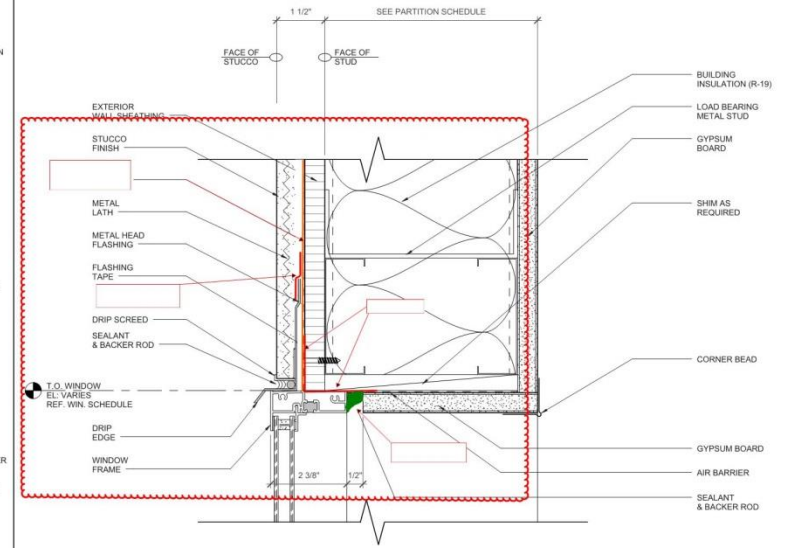 1 1/2"
SEE PARTITION SCHEDULE
FACE OF
STUCCO
FACE OF
STUD
EXTERIOR
WALL SHEATHING
STUCCO
FINISH
METAL
LATH
METAL HEAD
FLASHING
FLASHING
TAPE
DRIP SCREED
SEALANT
& BACKER ROD
T.O. WINDOW
EL: VARIES
REF. WIN. SCHEDULE
DRIP
EDGE
WINDOW
FRAME
2 3/8"
1/2"
BUILDING
INSULATION (R-19)
LOAD BEARING
METAL STUD
GYPSUM
BOARD
SHIM AS
REQUIRED
CORNER BEAD
GYPSUM BOARD
AIR BARRIER
SEALANT
& BACKER ROD